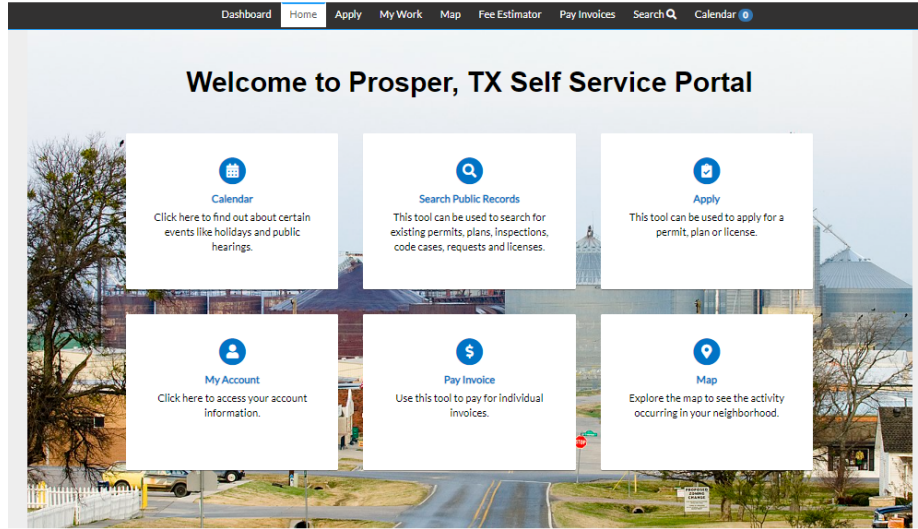 Dashboard Home Apply My Work Map Fee Estimator Pay Invoices Search Calendar 0
Welcome to Prosper, TX Self Service Portal
Calendar
Click here to find out about certain
events like holidays and public
hearings.
Search Public Records
This tool can be used to search for
existing permits, plans, inspections,
code cases, requests and licenses.
Apply
This tool can be used to apply for a
permit, plan or license.
My Account
Click here to access your account
information.
Pay Invoice
Use this tool to pay for individual
invoices.
Map
Explore the map to see the activity
occurring in your neighborhood.
STOP
PROPOSED
ZONING
CHANGE